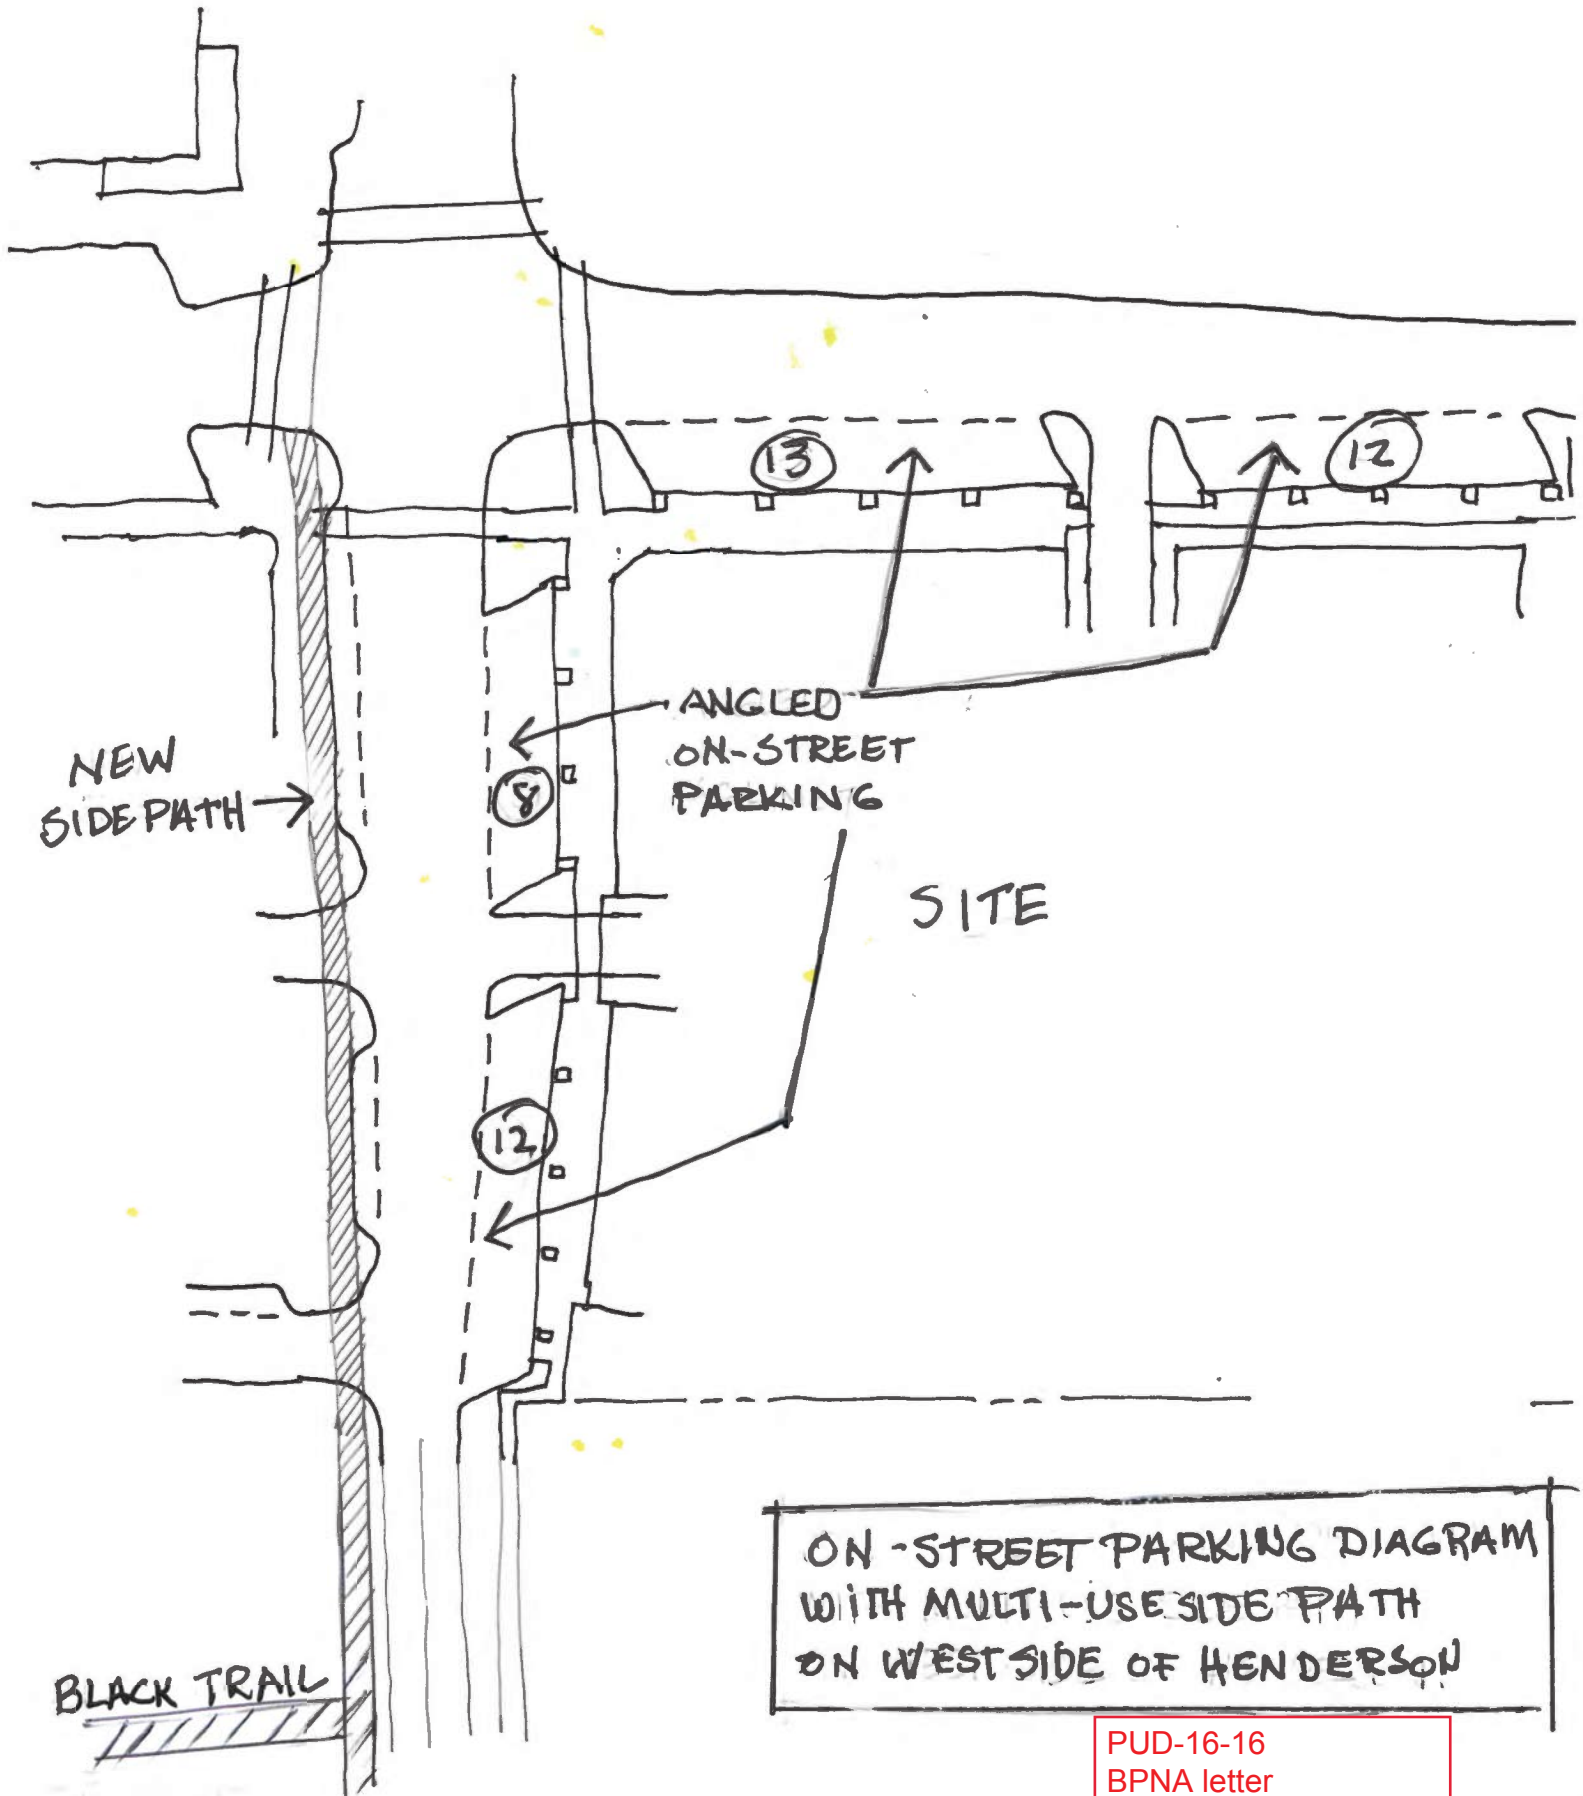 13
12
ANGLED
ON-STREET
PARKING
NEW
SIDEPATH
8
SITE
12
ON-STREET PARKING DIAGRAM
WITH MULTI-USE SIDE PATH
ON WEST SIDE OF HENDERSON
BLACK TRAIL
PUD-16-16
BPNA letter